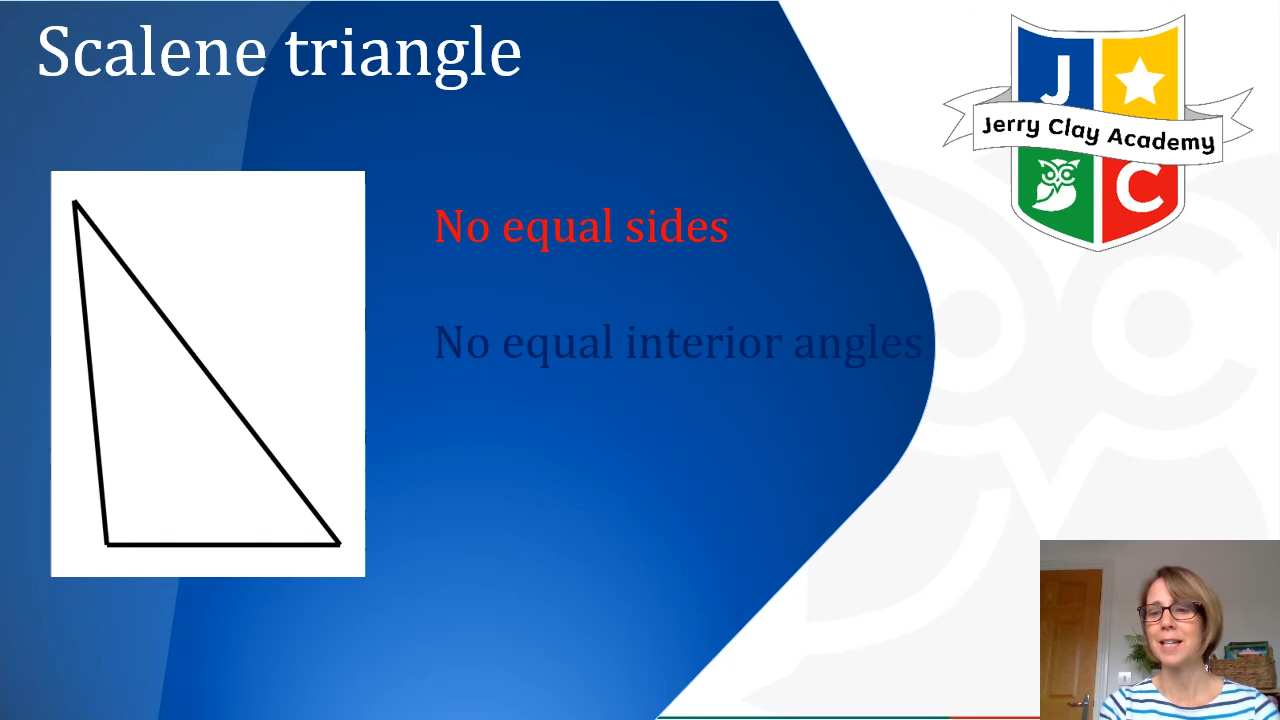 Scalene triangle
J
Jerry Clay Academy
C
No equal sides
No equal interior angles